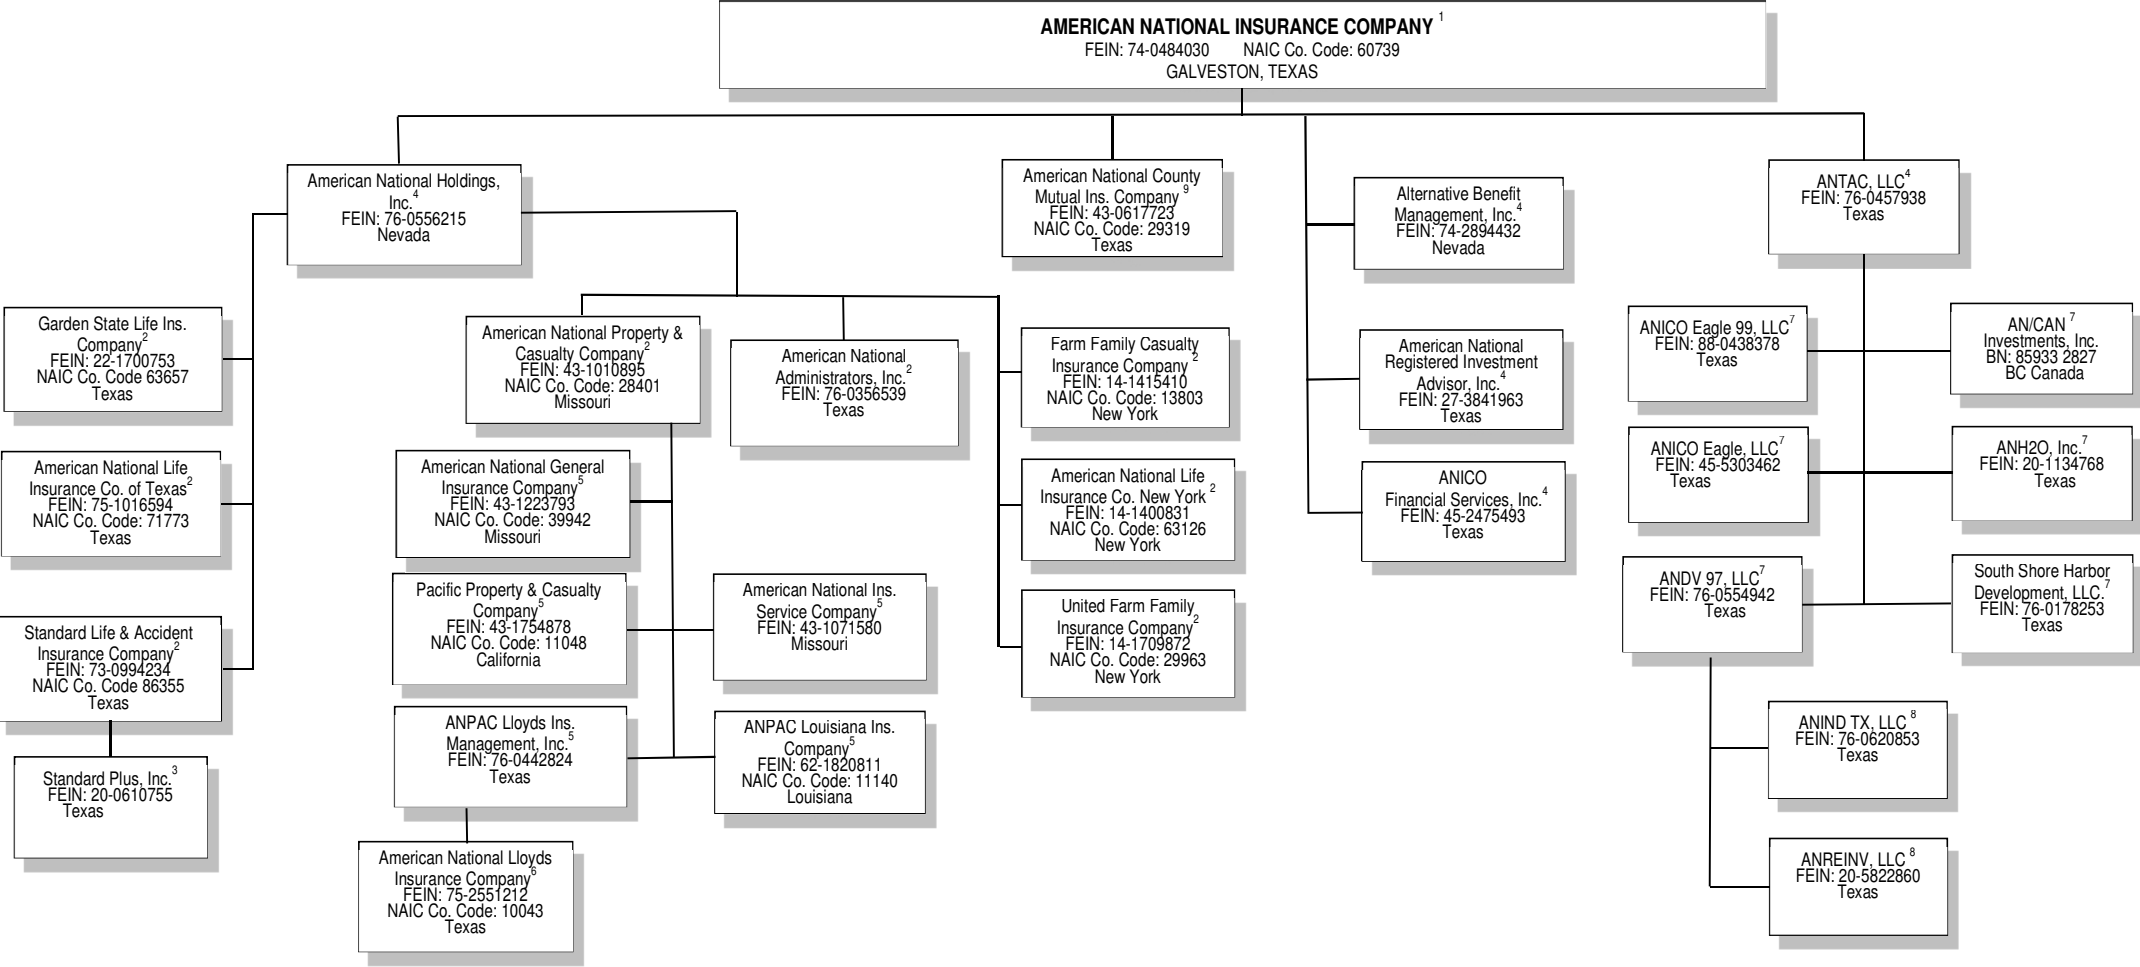 AMERICAN NATIONAL INSURANCE COMPANY 1
FEIN: 74-0484030 NAIC Co. Code: 60739
GALVESTON, TEXAS
American National Holdings,
Inc.4
FEIN: 76-0556215
Nevada
American National County
Mutual Ins. Company 9
FEIN: 43-0617723
NAIC Co. Code: 29319
Texas
Alternative Benefit
Management, Inc.4
FEIN: 74-2894432
Nevada
ANTAC, LLC4
FEIN: 76-0457938
Texas
Garden State Life Ins.
Company2
FEIN: 22-1700753
NAIC Co. Code 63657
Texas
American National Property &
Casualty Company2
FEIN: 43-1010895
NAIC Co. Code: 28401
Missouri
American National
Administrators, Inc.2
FEIN: 76-0356539
Texas
Farm Family Casualty
Insurance Company 2
FEIN: 14-1415410
NAIC Co. Code: 13803
New York
American National
Registered Investment
Advisor, Inc.4
FEIN: 27-3841963
Texas
ANICO Eagle 99, LLC7
FEIN: 88-0438378
Texas
AN/CAN 7
Investments, Inc.
BN: 85933 2827
BC Canada
American National Life
Insurance Co. of Texas2
FEIN: 75-1016594
NAIC Co. Code: 71773
Texas
American National General
Insurance Company5
FEIN: 43-1223793
NAIC Co. Code: 39942
Missouri
American National Life
Insurance Co. New York 2
FEIN: 14-1400831
NAIC Co. Code: 63126
New York
ANICO
Financial Services, Inc.4
FEIN: 45-2475493
Texas
ANICO Eagle, LLC7
FEIN: 45-5303462
Texas
ANH2O, Inc.7
FEIN: 20-1134768
Texas
Standard Life & Accident
Insurance Company2
FEIN: 73-0994234
NAIC Co. Code 86355
Texas
Pacific Property & Casualty
Company5
FEIN: 43-1754878
NAIC Co. Code: 11048
California
American National Ins.
Service Company5
FEIN: 43-1071580
Missouri
United Farm Family
Insurance Company2
FEIN: 14-1709872
NAIC Co. Code: 29963
New York
ANDV 97, LLC7
FEIN: 76-0554942
Texas
South Shore Harbor
Development, LLC.7
FEIN: 76-0178253
Texas
Standard Plus, Inc.3
FEIN: 20-0610755
Texas
ANPAC Lloyds Ins.
Management, Inc.5
FEIN: 76-0442824
Texas
ANPAC Louisiana Ins.
Company5
FEIN: 62-1820811
NAIC Co. Code: 11140
Louisiana
ANIND TX, LLC 8
FEIN: 76-0620853
Texas
American National Lloyds
Insurance Company6
FEIN: 75-2551212
NAIC Co. Code: 10043
Texas
ANREINV, LLC 8
FEIN: 20-5822860
Texas